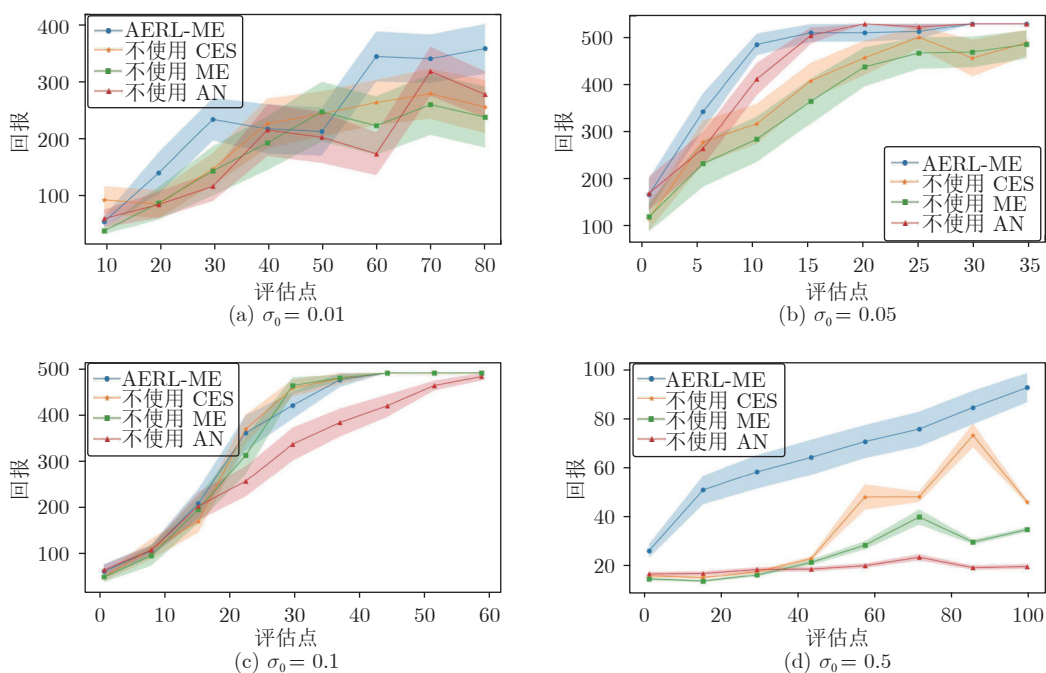 400
300
200
100
回报
AERL-ME
不使用 CES
不使用 ME
不使用 AN
10 20 30 40 50 60 70 80
评估点
(a) σ₀ = 0.01
500
400
300
200
100
回报
AERL-ME
不使用 CES
不使用 ME
不使用 AN
0 5 10 15 20 25 30 35
评估点
(b) σ₀ = 0.05
500
400
300
200
100
回报
AERL-ME
不使用 CES
不使用 ME
不使用 AN
0 10 20 30 40 50 60
评估点
(c) σ₀ = 0.1
100
80
60
40
20
回报
AERL-ME
不使用 CES
不使用 ME
不使用 AN
0 20 40 60 80 100
评估点
(d) σ₀ = 0.5